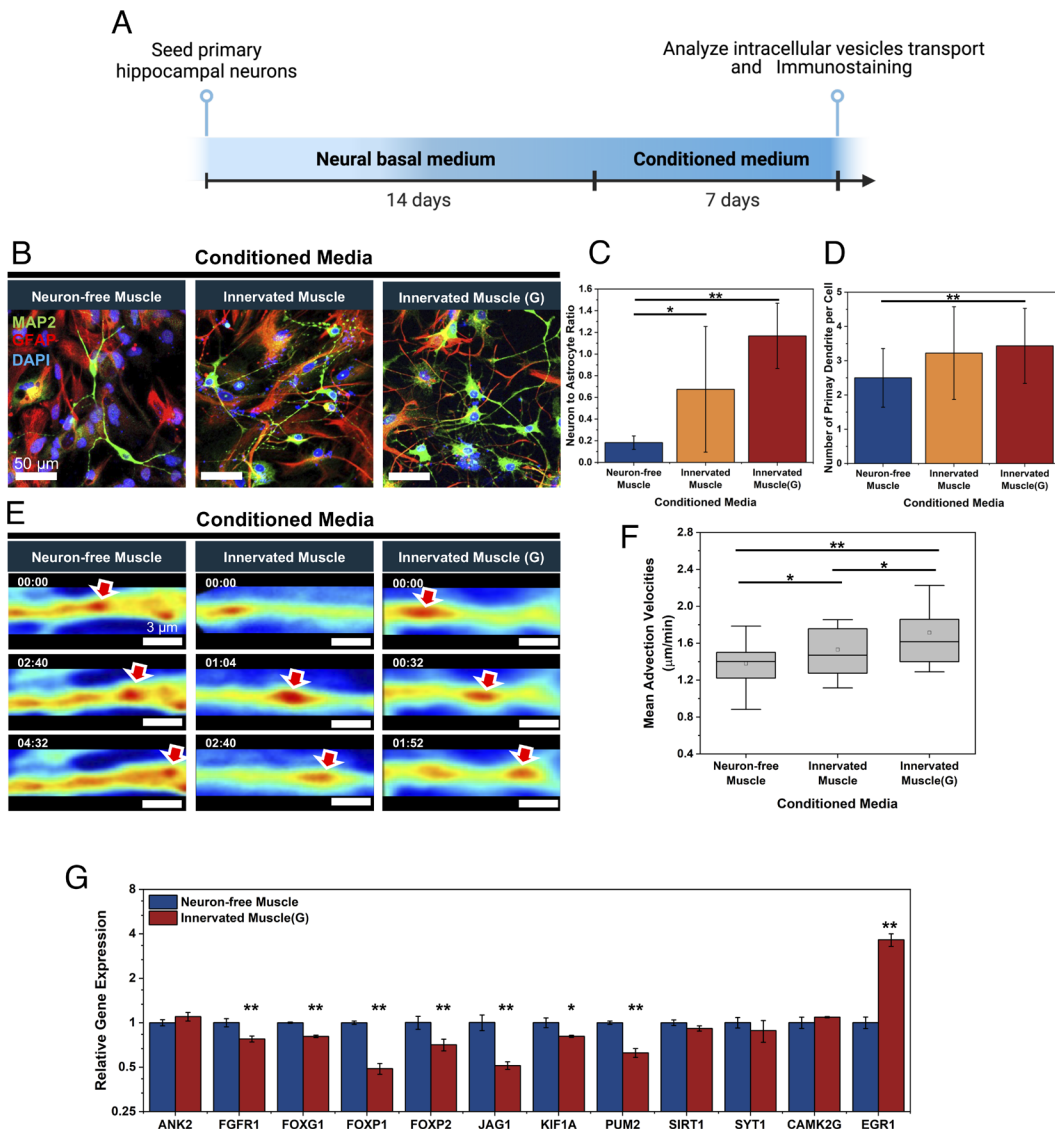 A
Seed primary
hippocampal neurons
Analyze intracellular vesicles transport
and Immunostaining
Neural basal medium
Conditioned medium
14 days
7 days
B
Conditioned Media
Neuron-free Muscle
Innervated Muscle
Innervated Muscle (G)
MAP2
GFAP
DAPI
50 µm
C
Neuron to Astrocyte Ratio
1.6
1.4
1.2
1.0
0.8
0.6
0.4
0.2
0.0
*
**
Neuron-free
Muscle
Innervated
Muscle
Innervated
Muscle(G)
Conditioned Media
D
Number of Primay Dendrite per Cell
5
4
3
2
1
0
**
Neuron-free
Muscle
Innervated
Muscle
Innervated
Muscle(G)
Conditioned Media
E
Conditioned Media
Neuron-free Muscle
Innervated Muscle
Innervated Muscle (G)
00:00
3 µm
00:00
00:00
02:40
01:04
00:32
04:32
02:40
01:52
F
Mean Advection Velocities
(µm/min)
2.8
2.4
2.0
1.6
1.2
0.8
0.4
**
*
*
Neuron-free
Muscle
Innervated
Muscle
Innervated
Muscle(G)
Conditioned Media
G
Relative Gene Expression
8
4
2
1
0.5
0.25
Neuron-free Muscle
Innervated Muscle(G)
** ** ** ** ** * ** **
ANK2 FGFR1 FOXG1 FOXP1 FOXP2 JAG1 KIF1A PUM2 SIRT1 SYT1 CAMK2G EGR1